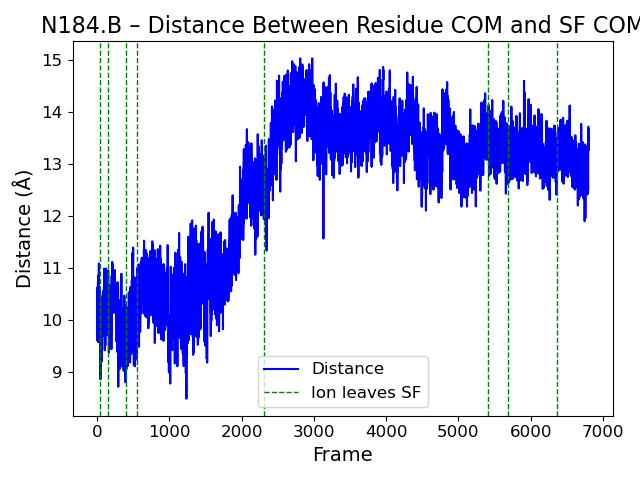 N184.B – Distance Between Residue COM and SF COM
Distance (Å)
15
14
13
12
11
10
9
Distance
Ion leaves SF
0 1000 2000 3000 4000 5000 6000 7000
Frame